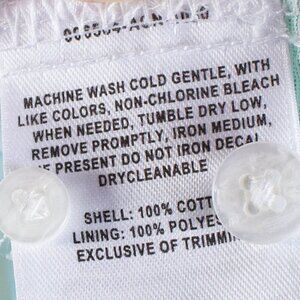 MACHINE WASH COLD GENTLE, WITH
LIKE COLORS, NON-CHLORINE BLEACH
WHEN NEEDED, TUMBLE DRY LOW,
REMOVE PROMPTLY, IRON MEDIUM,
PRESENT DO NOT IRON DECAL
DRYCLEANABLE
SHELL: 100% COTT
LINING: 100% POLYES
EXCLUSIVE OF TRIMMI